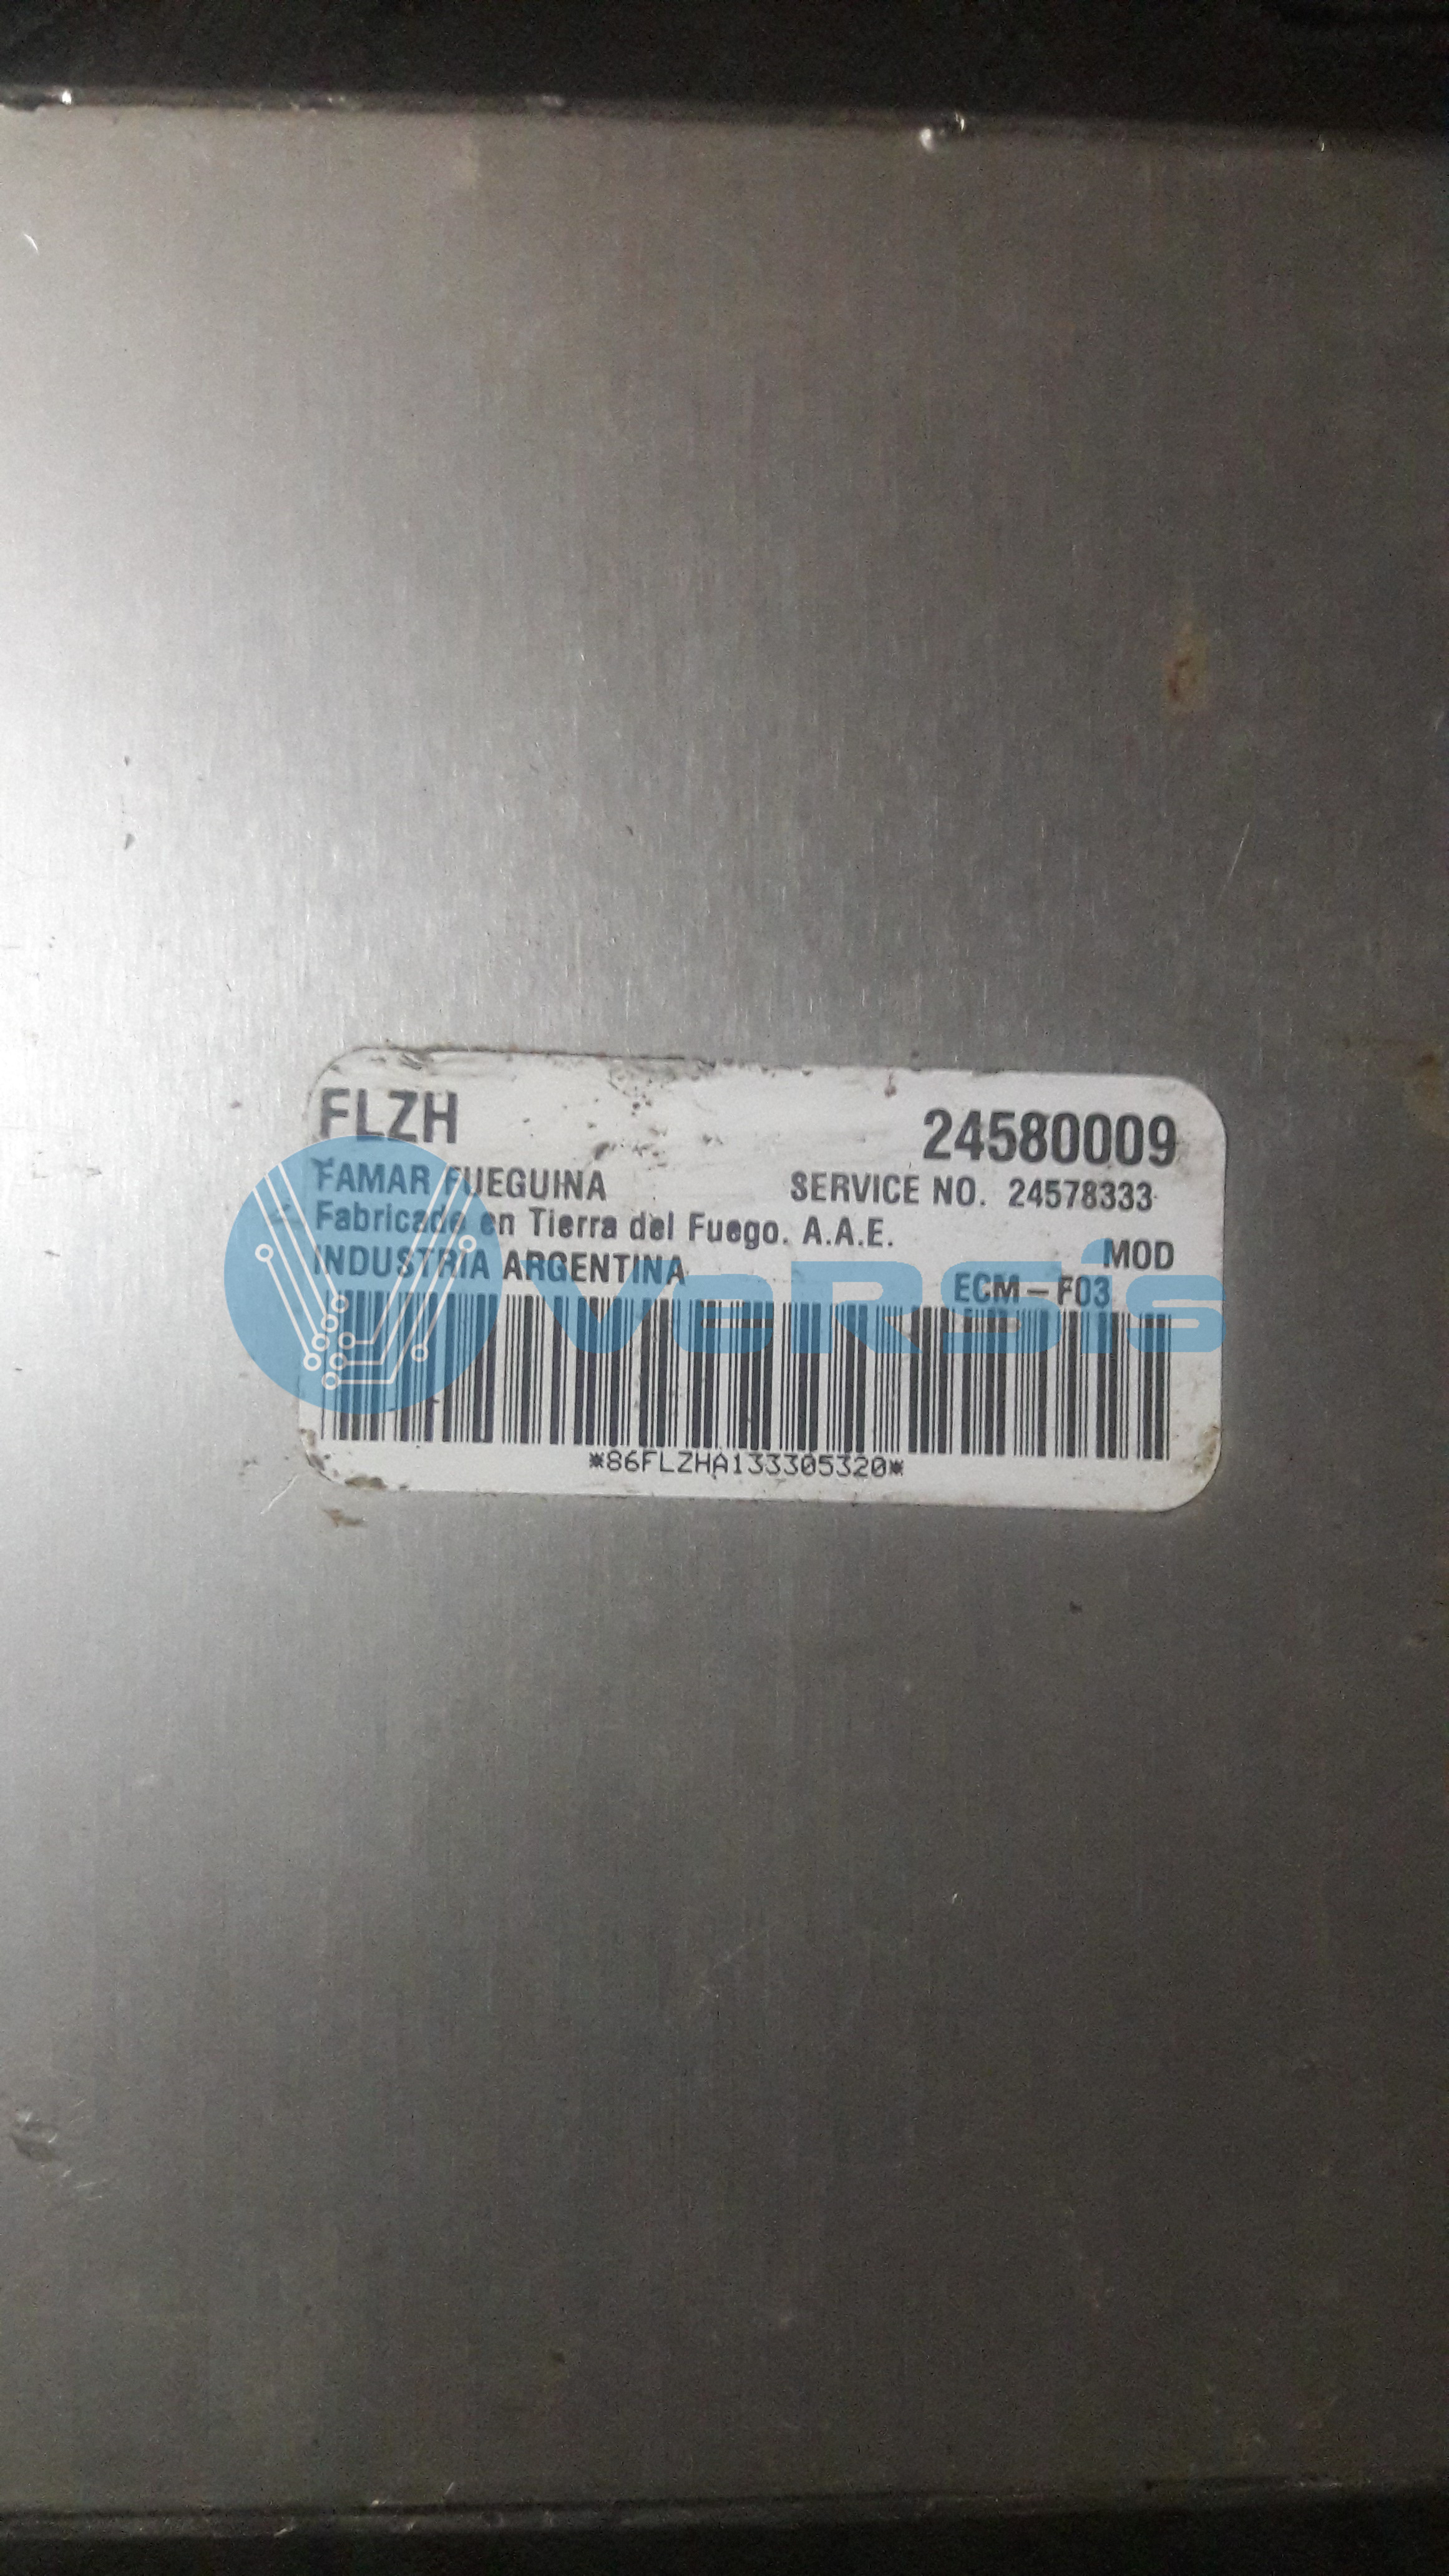 FLZH 24580009
FAMAR FUEGUINA SERVICE NO. 24578333
Fabricado en Tierra del Fuego. A.A.E.
INDUSTRIA ARGENTINA MOD
ECM-F03
VeRSis
*86FLZHA133305320*